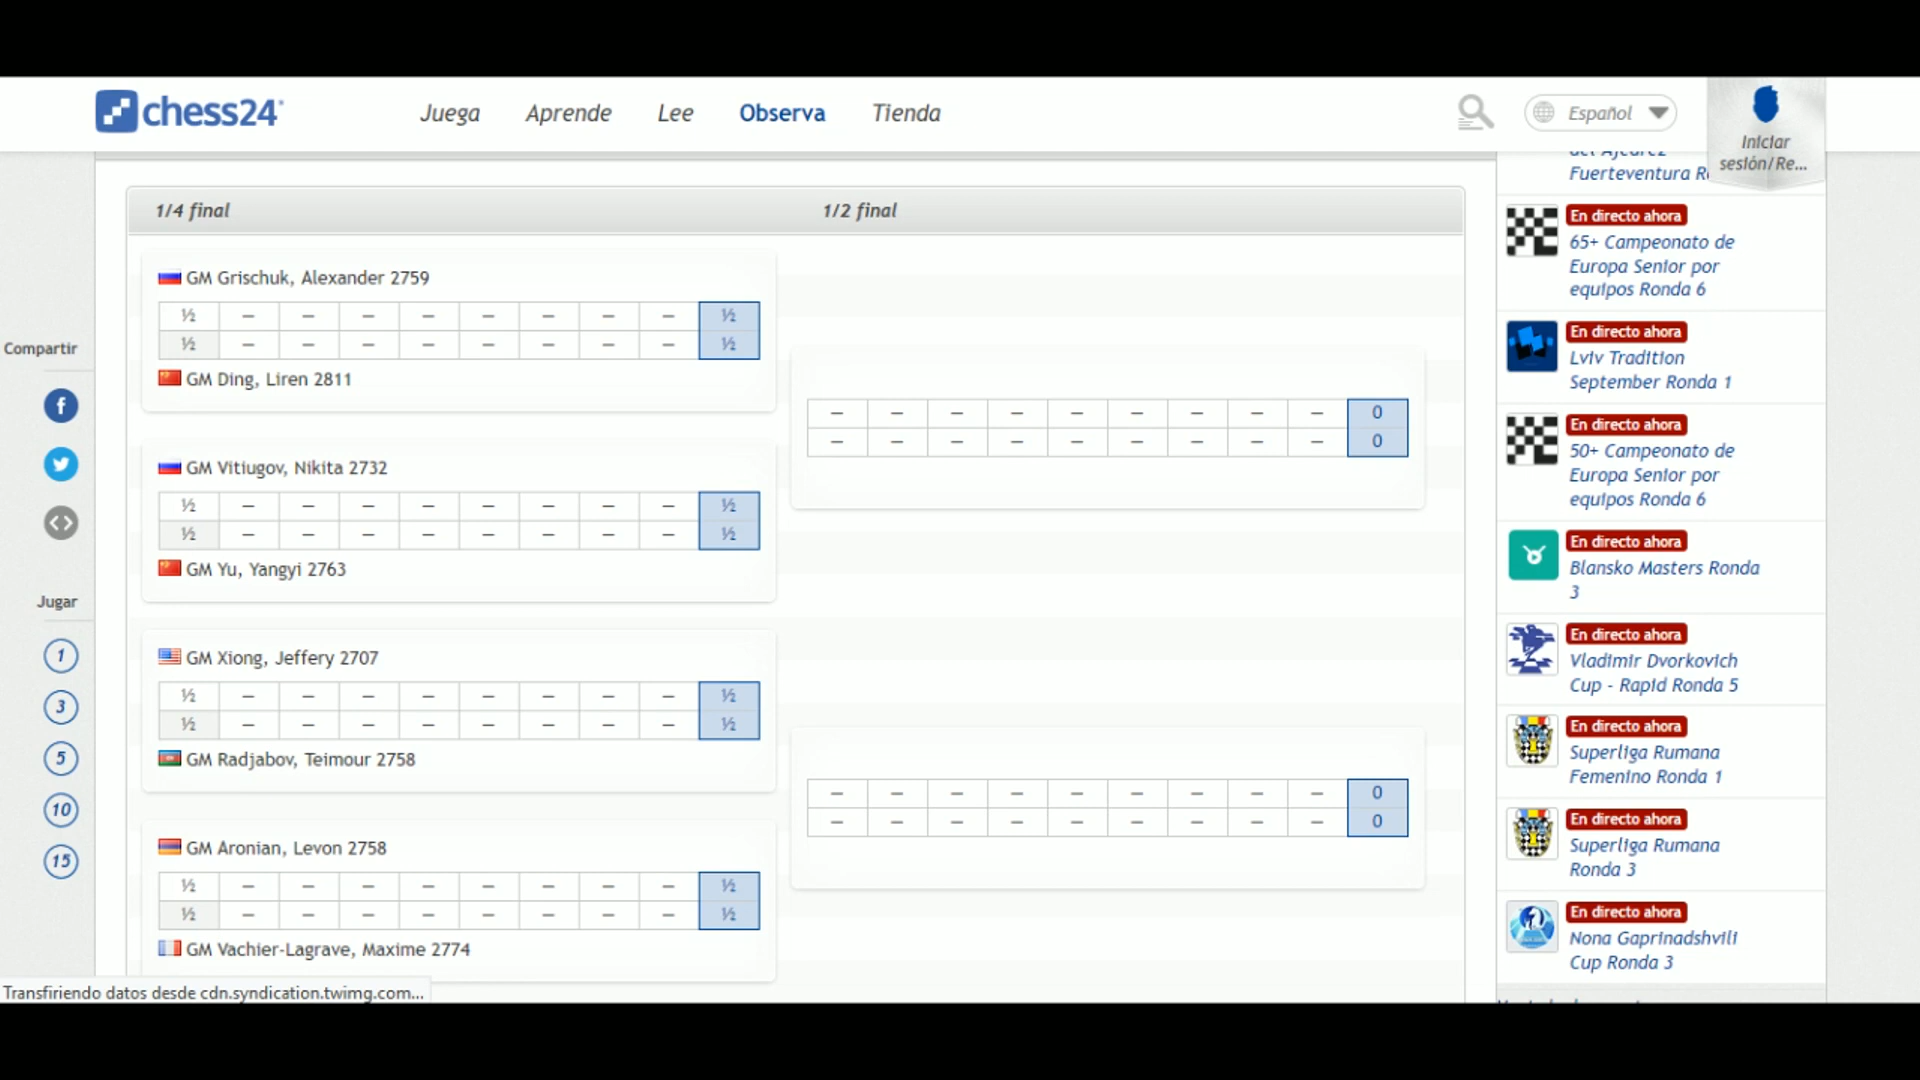 chess24
Juega Aprende Lee Observa Tienda
Español
Iniciar
sesión/Re...
1/4 final 1/2 final
GM Grischuk, Alexander 2759
½ – – – – – – – – ½
½ – – – – – – – – ½
GM Ding, Liren 2811
– – – – – – – – – 0
– – – – – – – – – 0
GM Vitiugov, Nikita 2732
½ – – – – – – – – ½
½ – – – – – – – – ½
GM Yu, Yangyi 2763
GM Xiong, Jeffery 2707
½ – – – – – – – – ½
½ – – – – – – – – ½
GM Radjabov, Teimour 2758
– – – – – – – – – 0
– – – – – – – – – 0
GM Aronian, Levon 2758
½ – – – – – – – – ½
½ – – – – – – – – ½
GM Vachier-Lagrave, Maxime 2774
Compartir
Jugar
1
3
5
10
15
del Ajedrez
Fuerteventura
En directo ahora
65+ Campeonato de
Europa Senior por
equipos Ronda 6
En directo ahora
Lviv Tradition
September Ronda 1
En directo ahora
50+ Campeonato de
Europa Senior por
equipos Ronda 6
En directo ahora
Blansko Masters Ronda
3
En directo ahora
Vladimir Dvorkovich
Cup - Rapid Ronda 5
En directo ahora
Superliga Rumana
Femenino Ronda 1
En directo ahora
Superliga Rumana
Ronda 3
En directo ahora
Nona Gaprinadshvili
Cup Ronda 3
Transfiriendo datos desde cdn.syndication.twimg.com...